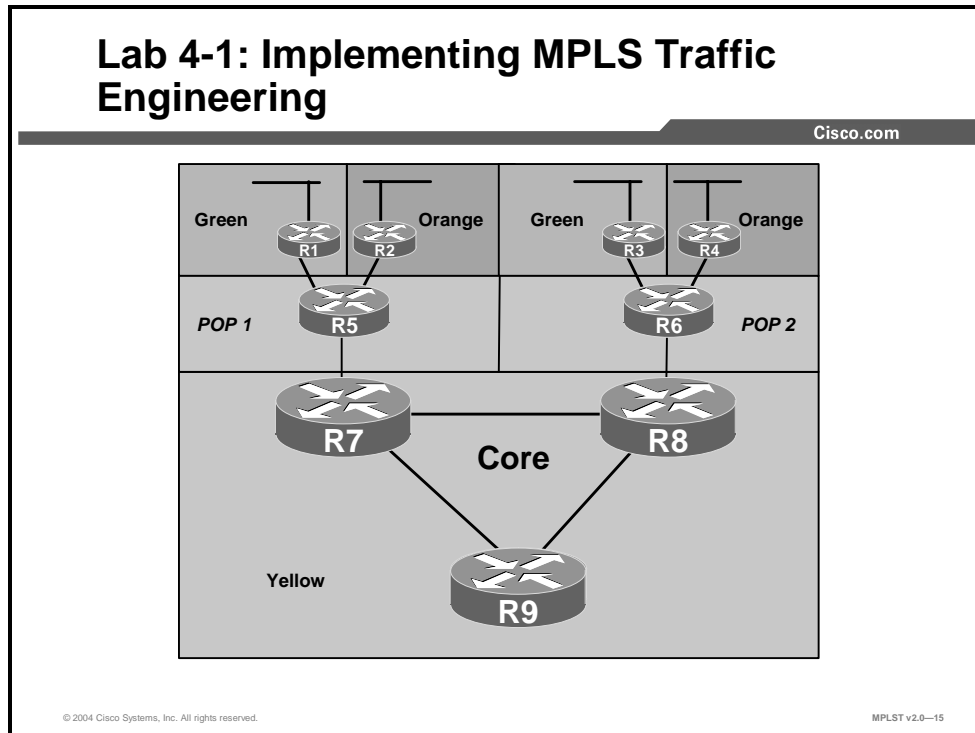 Lab 4-1: Implementing MPLS Traffic
Engineering
Cisco.com
Green
Orange
Green
Orange
R1
R2
R3
R4
POP 1
R5
R6
POP 2
R7
R8
Core
Yellow
R9
© 2004 Cisco Systems, Inc. All rights reserved.
MPLST v2.0—15